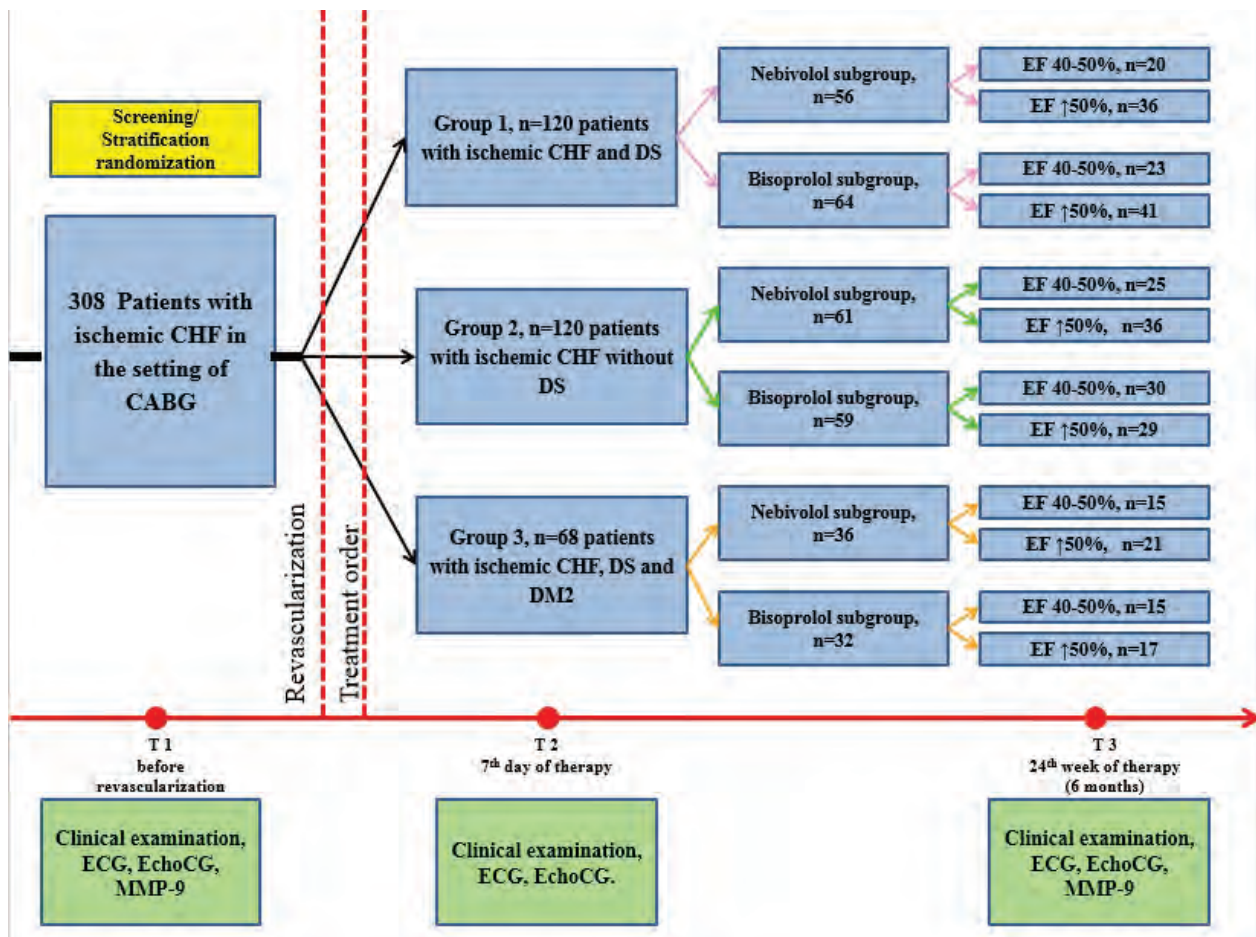 Screening/
Stratification
randomization
308 Patients with
ischemic CHF in
the setting of
CABG
Revascularization
Treatment order
Group 1, n=120 patients
with ischemic CHF and DS
Nebivolol subgroup,
n=56
EF 40-50%, n=20
EF ↑50%, n=36
Bisoprolol subgroup,
n=64
EF 40-50%, n=23
EF ↑50%, n=41
Group 2, n=120 patients
with ischemic CHF without
DS
Nebivolol subgroup,
n=61
EF 40-50%, n=25
EF ↑50%, n=36
Bisoprolol subgroup,
n=59
EF 40-50%, n=30
EF ↑50%, n=29
Group 3, n=68 patients
with ischemic CHF, DS and
DM2
Nebivolol subgroup,
n=36
EF 40-50%, n=15
EF ↑50%, n=21
Bisoprolol subgroup,
n=32
EF 40-50%, n=15
EF ↑50%, n=17
T 1
before
revascularization
T 2
7th day of therapy
T 3
24th week of therapy
(6 months)
Clinical examination,
ECG, EchoCG,
MMP-9
Clinical examination,
ECG, EchoCG.
Clinical examination,
ECG, EchoCG,
MMP-9